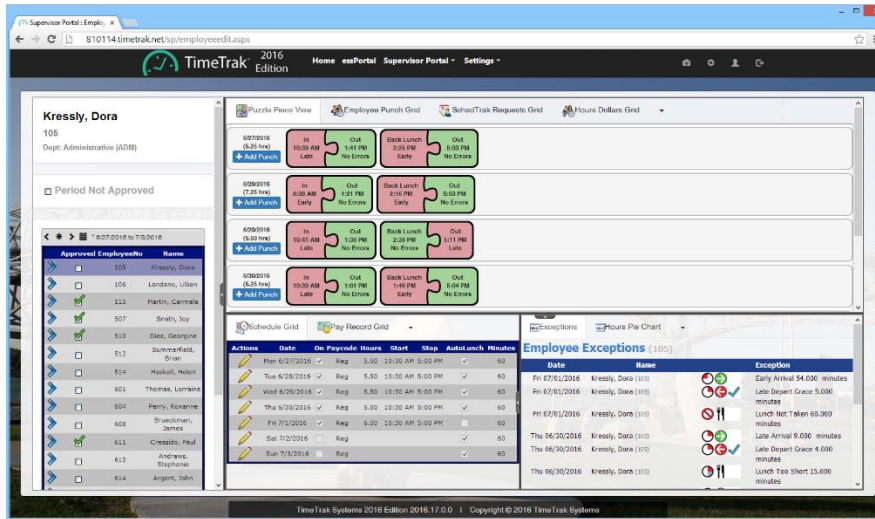 Supervisor Portal : Employ
810114.timetrak.net/sp/employeeedit.aspx
TimeTrak 2016 Edition Home essPortal Supervisor Portal Settings
Kressly, Dora
105
Dept: Administrative (ADM)
Period Not Approved
* 6/27/2016 to 7/3/2016
Approved EmployeeNo Name
105 Kressly, Dora
106 Landano, Lillian
110 Martin, Carmela
507 Smith, Joy
515 Diaz, Georgina
512 Summerfield, Brian
514 Haskell, Helen
601 Thomas, Lorraine
604 Perry, Roxanne
608 Brueckman, James
611 Cressido, Paul
612 Andrews, Stephanie
614 Argent, John
Puzzle Piece View Employee Punch Grid SchedTrak Requests Grid Hours Dollars Grid
6/27/2016 (5.25 hrs) + Add Punch
In 10:39 AM Late
Out 1:41 PM No Errors
Back Lunch 2:25 PM Early
Out 5:00 PM No Errors
6/28/2016 (7.25 hrs) + Add Punch
In 8:38 AM Early
Out 1:21 PM No Errors
Back Lunch 2:16 PM Early
Out 5:03 PM No Errors
6/29/2016 (5.50 hrs) + Add Punch
In 10:41 AM Late
Out 1:38 PM No Errors
Back Lunch 2:38 PM No Errors
Out 5:11 PM Late
6/30/2016 (5.25 hrs) + Add Punch
In 10:39 AM Late
Out 1:01 PM No Errors
Back Lunch 1:46 PM Early
Out 5:04 PM No Errors
Schedule Grid Pay Record Grid
Actions Date On Paycode Hours Start Stop AutoLunch Minutes
Mon 6/27/2016 Reg 5.50 10:30 AM 5:00 PM 60
Tue 6/28/2016 Reg 5.50 10:30 AM 5:00 PM 60
Wed 6/29/2016 Reg 5.50 10:30 AM 5:00 PM 60
Thu 6/30/2016 Reg 5.50 10:30 AM 5:00 PM 60
Fri 7/1/2016 Reg 5.50 10:30 AM 5:00 PM 60
Sat 7/2/2016 Reg 60
Sun 7/3/2016 Reg 60
Exceptions Hours Pie Chart
Employee Exceptions (105)
Date Name Exception
Fri 07/01/2016 Kressly, Dora (105) Early Arrival 54.000 minutes
Fri 07/01/2016 Kressly, Dora (105) Late Depart Grace 5.000 minutes
Fri 07/01/2016 Kressly, Dora (105) Lunch Not Taken 60.000 minutes
Thu 06/30/2016 Kressly, Dora (105) Late Arrival 9.000 minutes
Thu 06/30/2016 Kressly, Dora (105) Late Depart Grace 4.000 minutes
Thu 06/30/2016 Kressly, Dora (105) Lunch Too Short 15.000 minutes
TimeTrak Systems 2016 Edition 2016.17.0.0 | Copyright © 2016 TimeTrak Systems